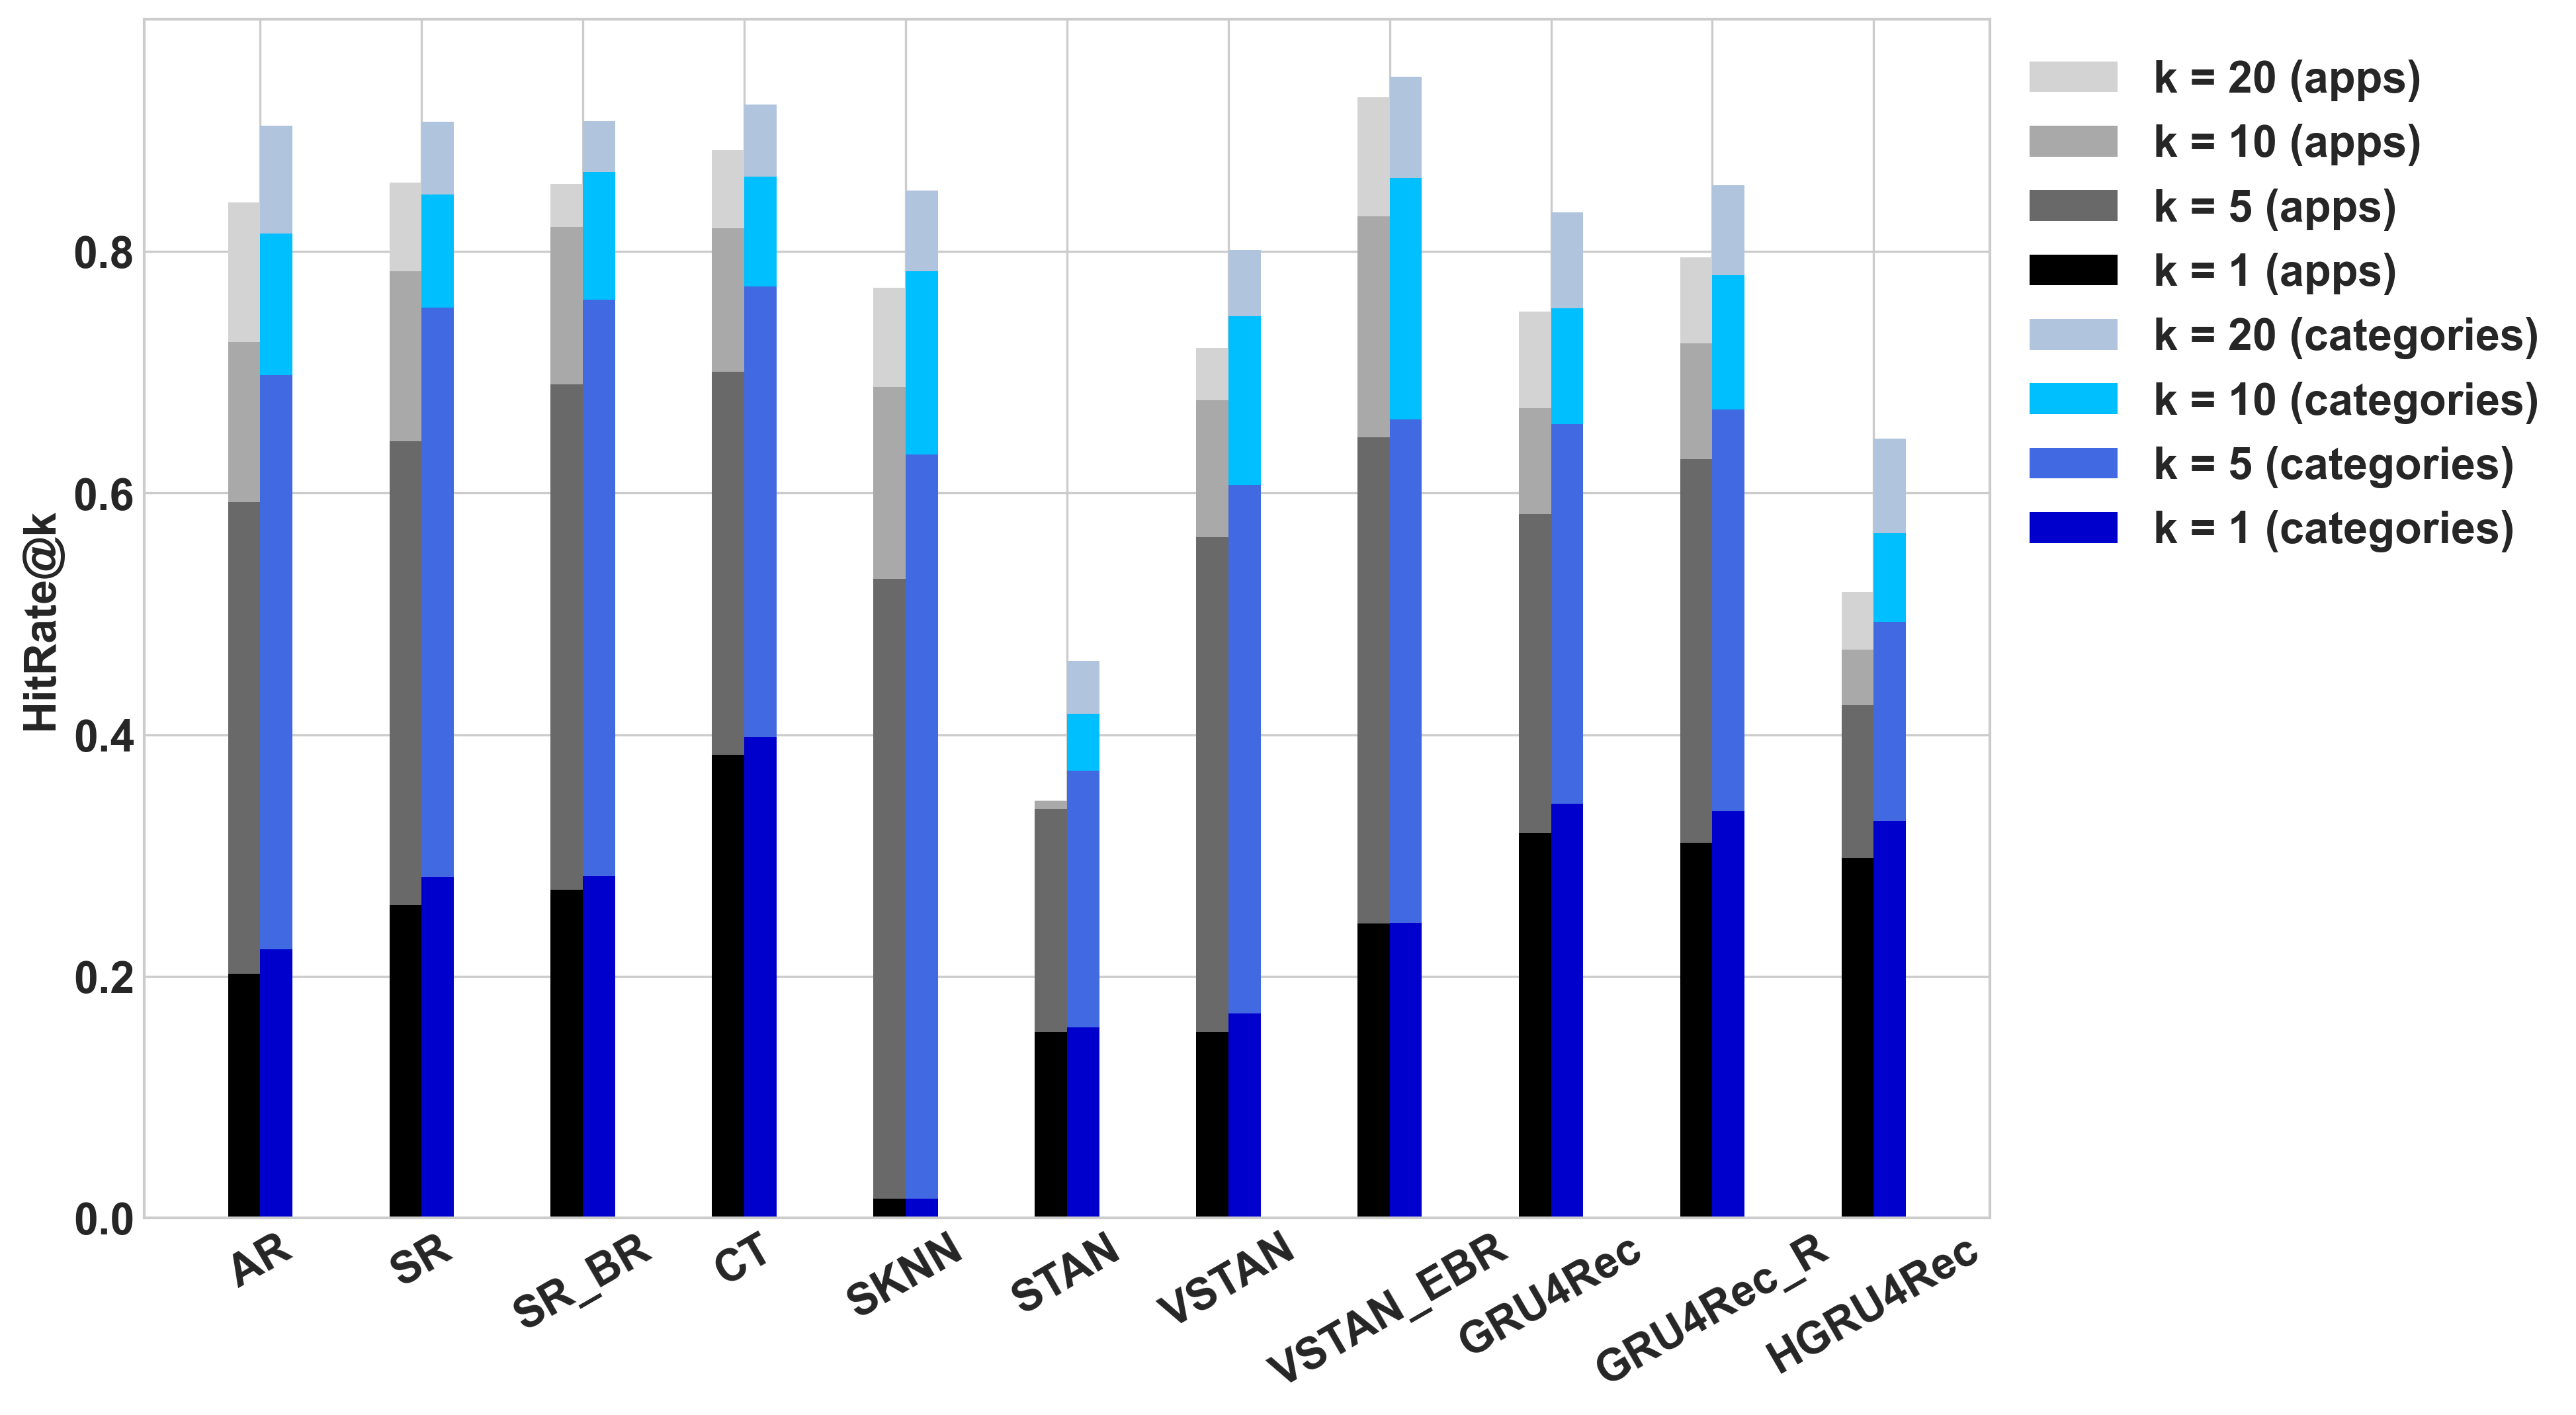 HitRate@k
0.8
0.6
0.4
0.2
0.0
AR
SR
SR_BR
CT
SKNN
STAN
VSTAN
VSTAN_EBR
GRU4Rec
GRU4Rec_R
HGRU4Rec
k = 20 (apps)
k = 10 (apps)
k = 5 (apps)
k = 1 (apps)
k = 20 (categories)
k = 10 (categories)
k = 5 (categories)
k = 1 (categories)